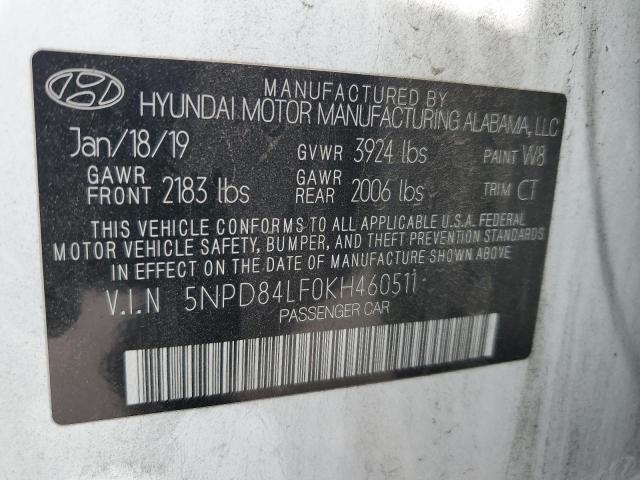 MANUFACTURED BY
HYUNDAI MOTOR MANUFACTURING ALABAMA, LLC
Jan/18/19 GVWR 3924 lbs PAINT W8
GAWR FRONT 2183 lbs GAWR REAR 2006 lbs TRIM CT
THIS VEHICLE CONFORMS TO ALL APPLICABLE U.S.A. FEDERAL
MOTOR VEHICLE SAFETY, BUMPER, AND THEFT PREVENTION STANDARDS
IN EFFECT ON THE DATE OF MANUFACTURE SHOWN ABOVE
V.I.N 5NPD84LF0KH460511
PASSENGER CAR